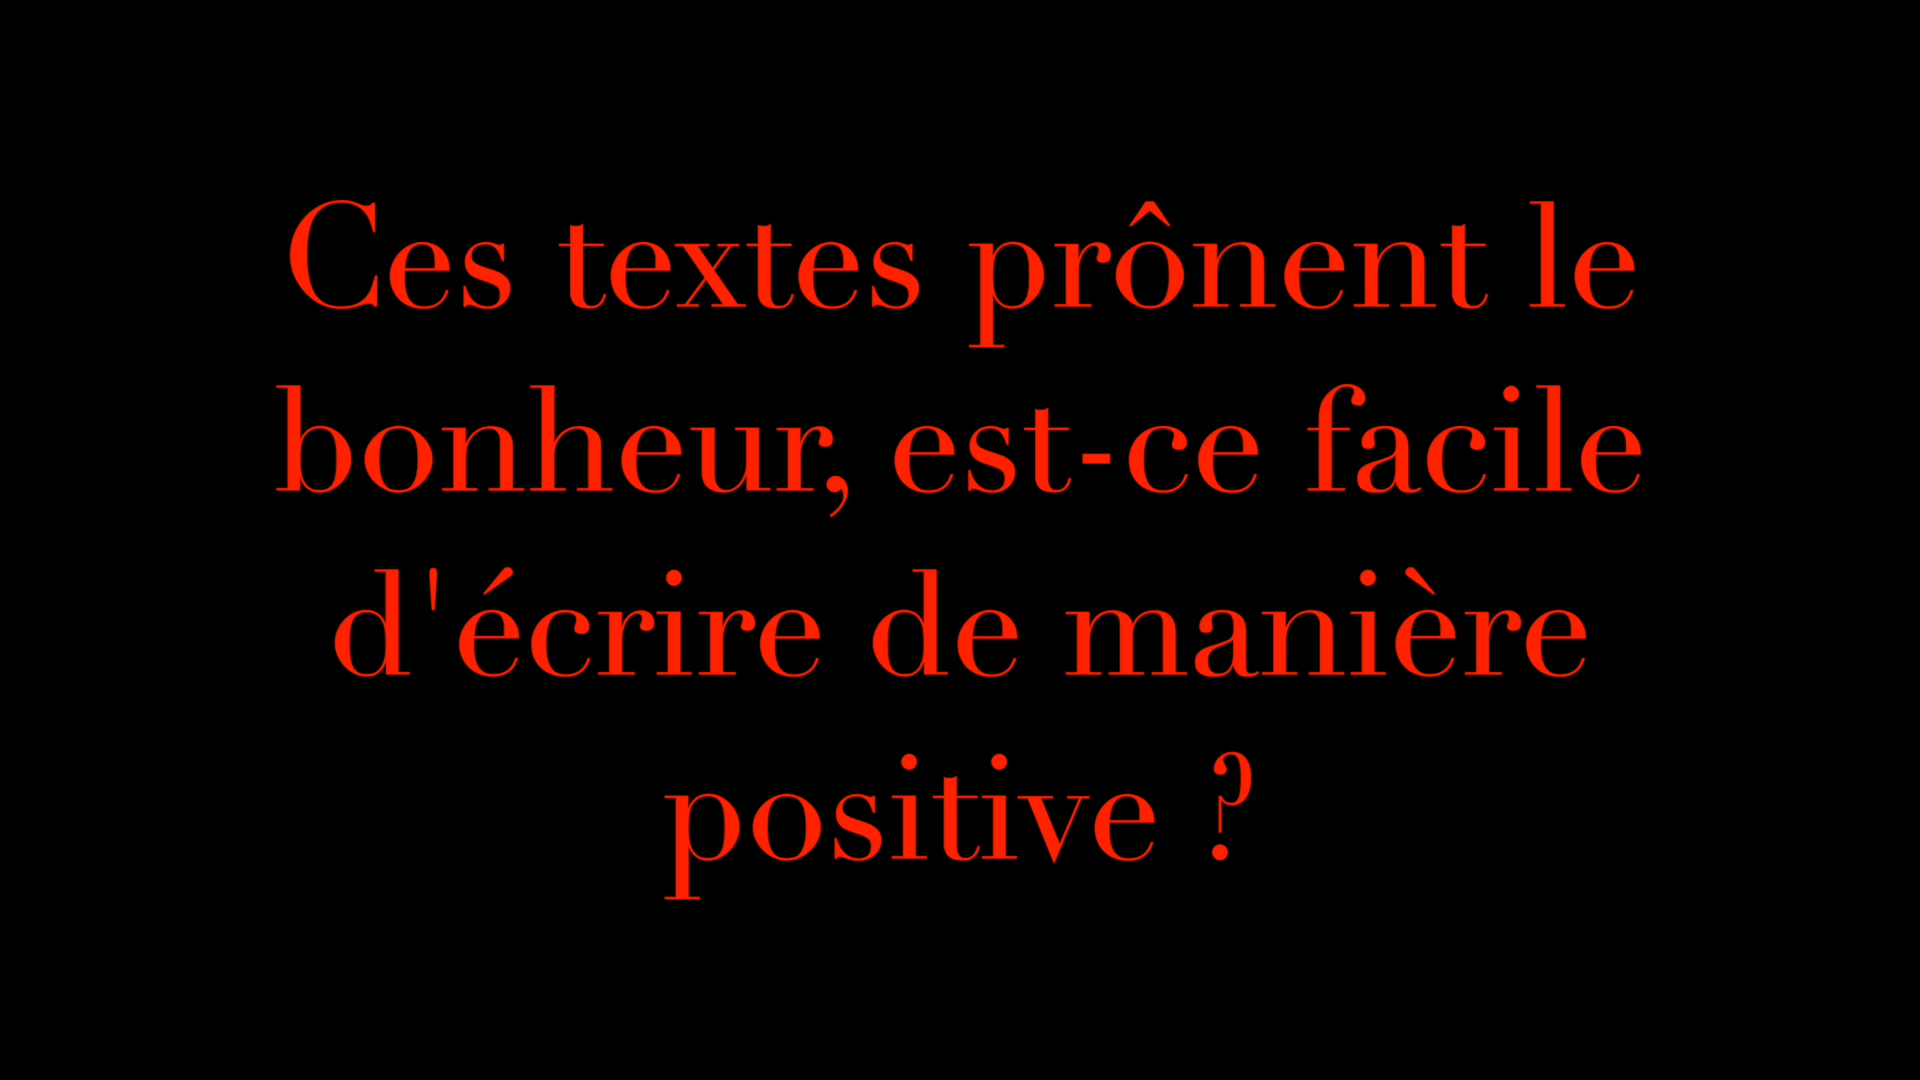 Ces textes prônent le
bonheur, est-ce facile
d'écrire de manière
positive ?